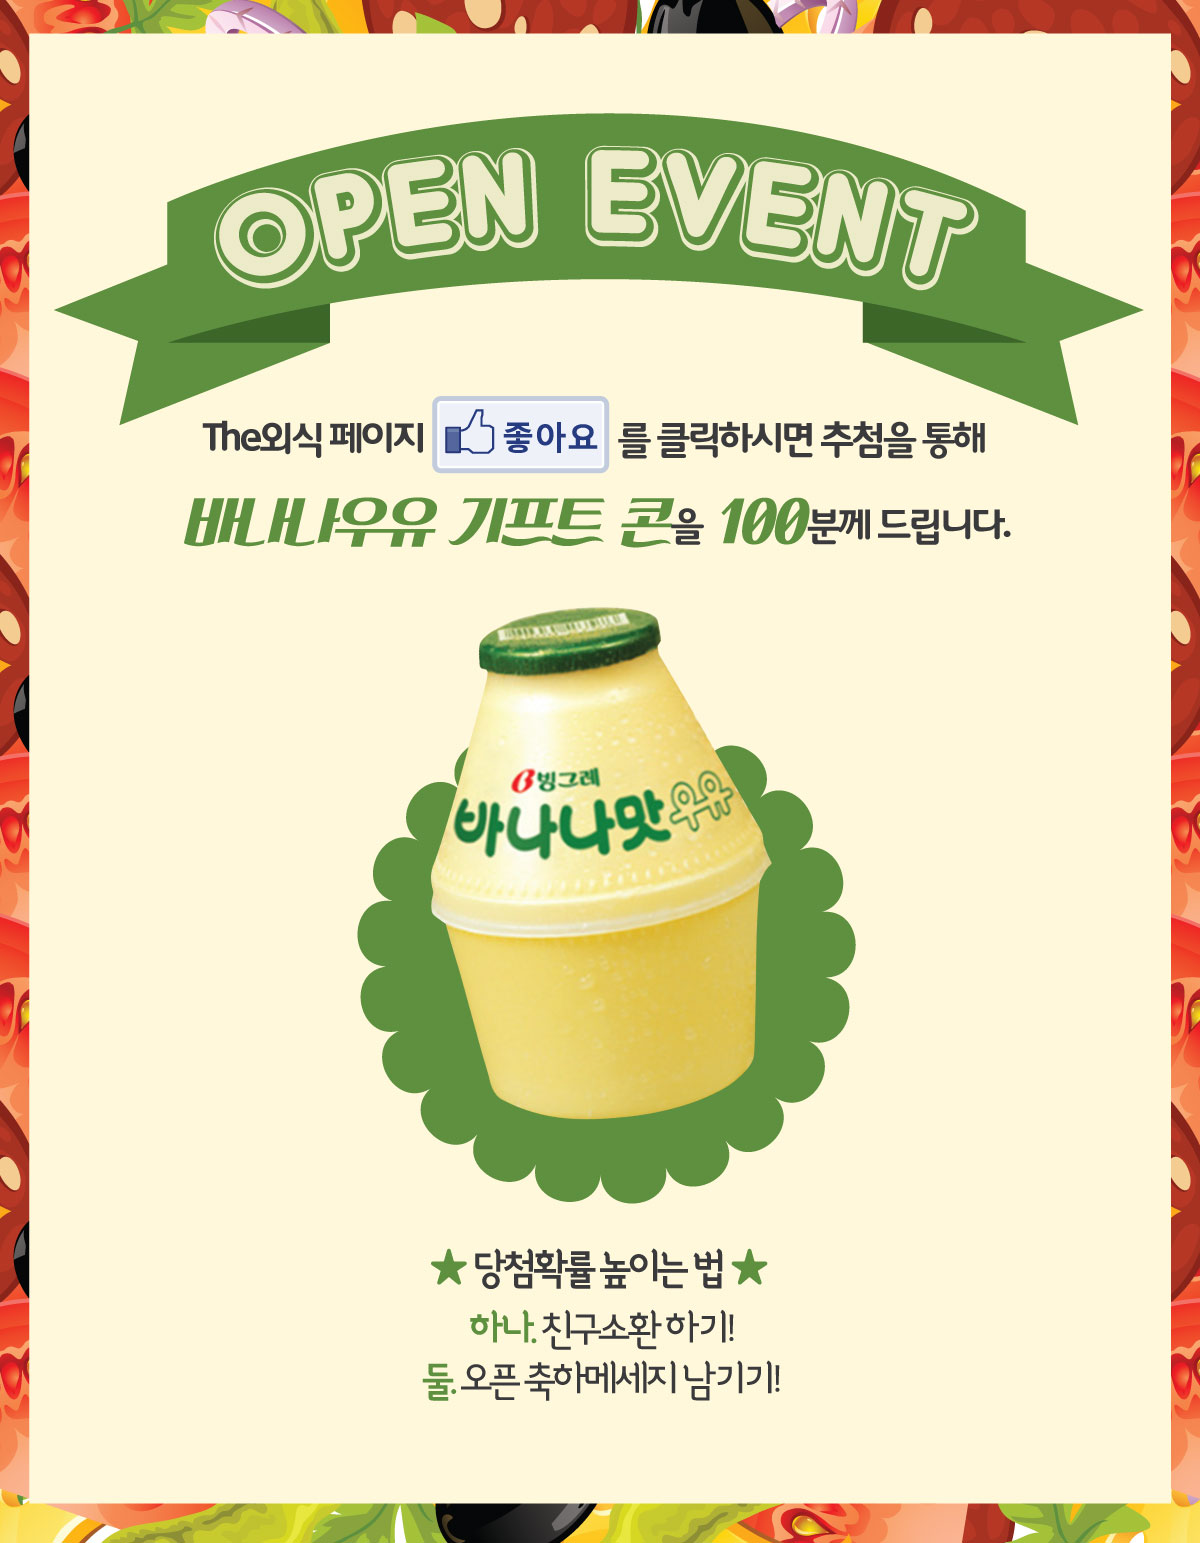 OPEN EVENT
The외식 페이지 좋아요 를 클릭하시면 추첨을 통해
바나나우유 기프트 콘을 100분께 드립니다.
빙그레
바나나맛우유
★ 당첨확률 높이는 법 ★
하나. 친구소환 하기!
둘. 오픈 축하메세지 남기기!